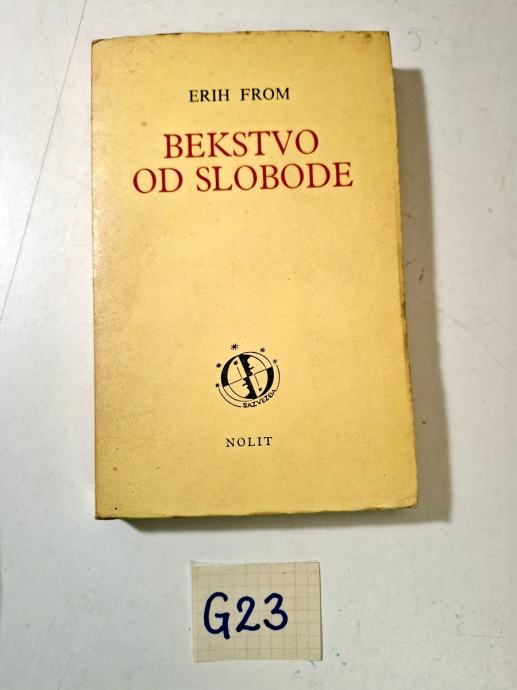 ERIH FROM
BEKSTVO
OD SLOBODE
SAZVEŽĐA
NOLIT
G23